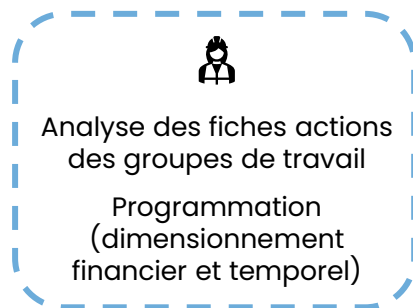 Analyse des fiches actions
des groupes de travail
Programmation
(dimensionnement
financier et temporel)